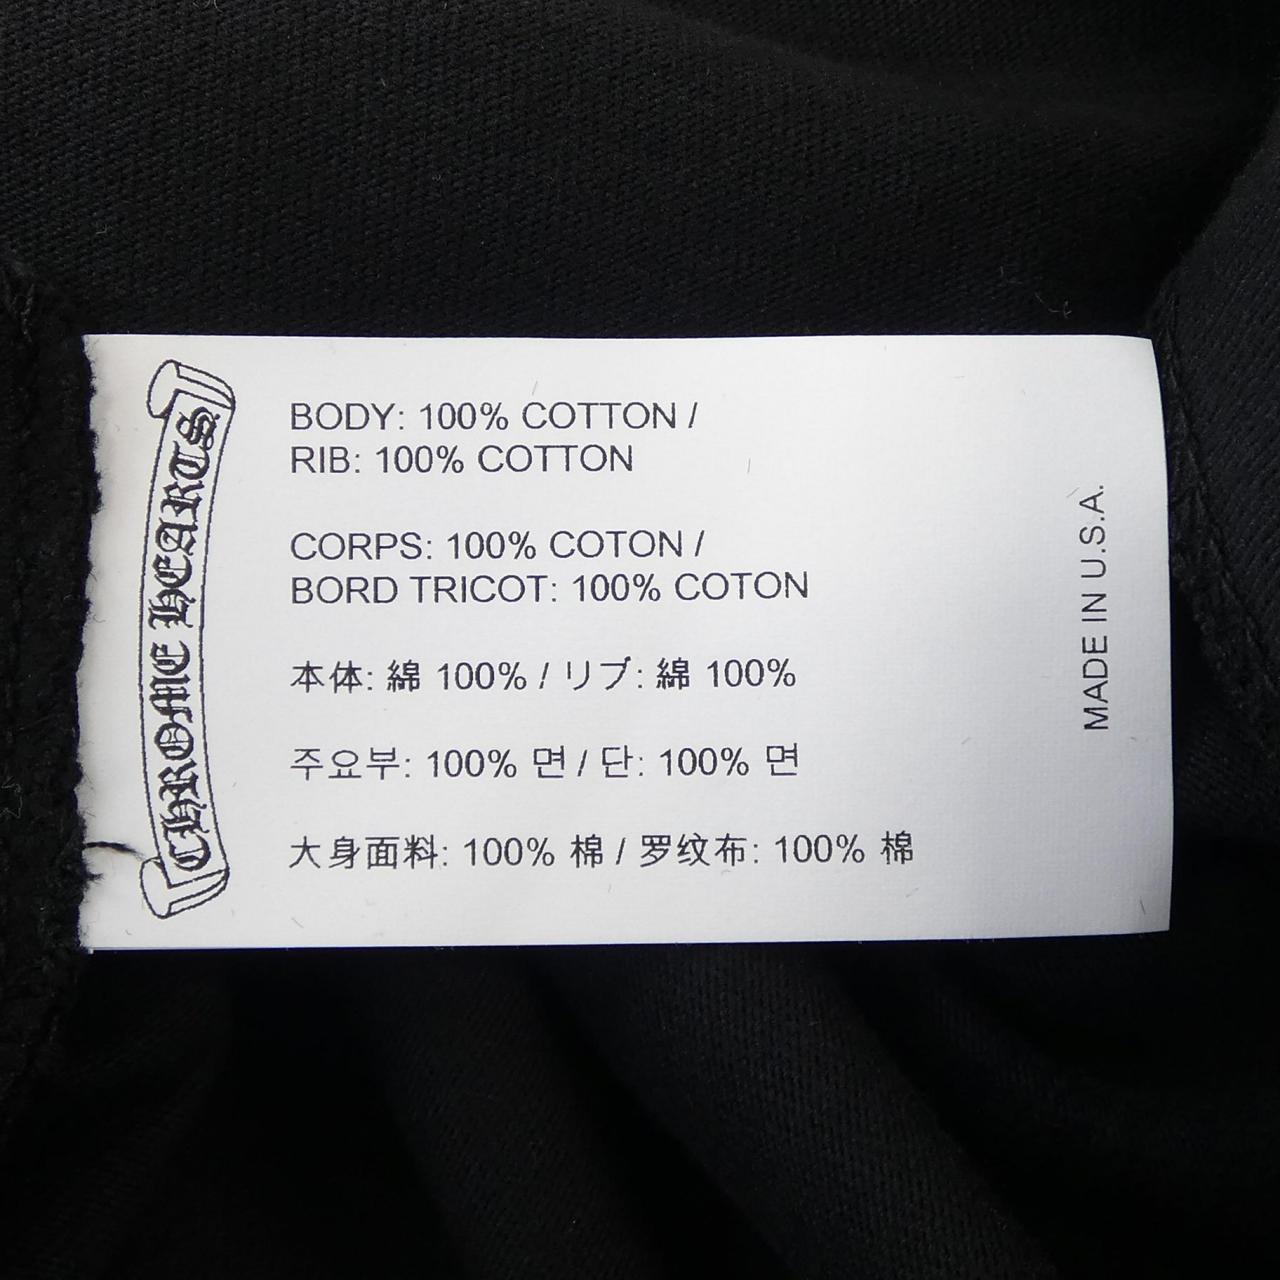 CHROME HEARTS
BODY: 100% COTTON /
RIB: 100% COTTON
CORPS: 100% COTON /
BORD TRICOT: 100% COTON
本体: 綿 100% / リブ: 綿 100%
주요부: 100% 면 / 단: 100% 면
大身面料: 100% 棉 / 罗纹布: 100% 棉
MADE IN U.S.A.